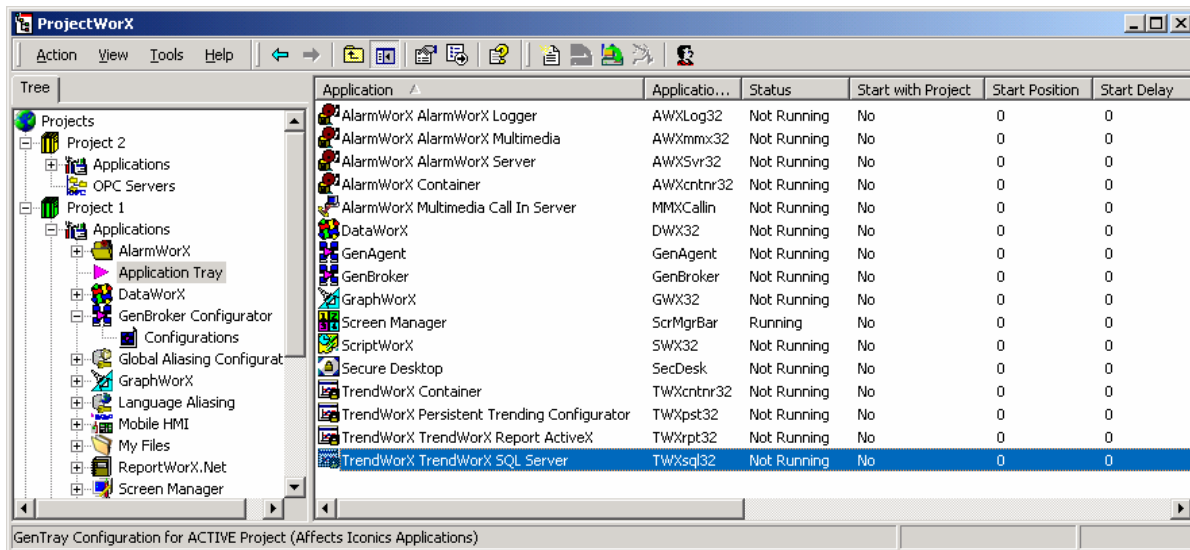 ProjectWorX
Action View Tools Help
Tree
Projects
Project 2
Applications
OPC Servers
Project 1
Applications
AlarmWorX
Application Tray
DataWorX
GenBroker Configurator
Configurations
Global Aliasing Configurat
GraphWorX
Language Aliasing
Mobile HMI
My Files
ReportWorX.Net
Screen Manager
Application Applicatio... Status Start with Project Start Position Start Delay
AlarmWorX AlarmWorX Logger AWXLog32 Not Running No 0 0
AlarmWorX AlarmWorX Multimedia AWXmmx32 Not Running No 0 0
AlarmWorX AlarmWorX Server AWXSvr32 Not Running No 0 0
AlarmWorX Container AWXcntnr32 Not Running No 0 0
AlarmWorX Multimedia Call In Server MMXCallin Not Running No 0 0
DataWorX DWX32 Not Running No 0 0
GenAgent GenAgent Not Running No 0 0
GenBroker GenBroker Not Running No 0 0
GraphWorX GWX32 Not Running No 0 0
Screen Manager ScrMgrBar Running No 0 0
ScriptWorX SWX32 Not Running No 0 0
Secure Desktop SecDesk Not Running No 0 0
TrendWorX Container TWXcntnr32 Not Running No 0 0
TrendWorX Persistent Trending Configurator TWXpst32 Not Running No 0 0
TrendWorX TrendWorX Report ActiveX TWXrpt32 Not Running No 0 0
TrendWorX TrendWorX SQL Server TWXsql32 Not Running No 0 0
GenTray Configuration for ACTIVE Project (Affects Iconics Applications)